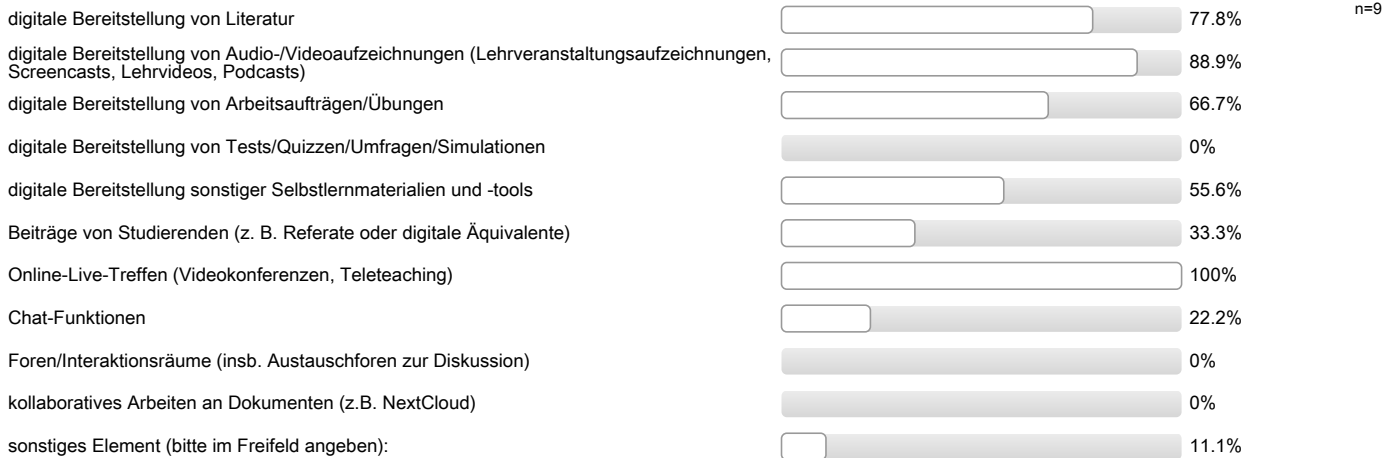 digitale Bereitstellung von Literatur 77.8% n=9
digitale Bereitstellung von Audio-/Videoaufzeichnungen (Lehrveranstaltungsaufzeichnungen,
Screencasts, Lehrvideos, Podcasts) 88.9%
digitale Bereitstellung von Arbeitsaufträgen/Übungen 66.7%
digitale Bereitstellung von Tests/Quizzen/Umfragen/Simulationen 0%
digitale Bereitstellung sonstiger Selbstlernmaterialien und -tools 55.6%
Beiträge von Studierenden (z. B. Referate oder digitale Äquivalente) 33.3%
Online-Live-Treffen (Videokonferenzen, Teleteaching) 100%
Chat-Funktionen 22.2%
Foren/Interaktionsräume (insb. Austauschforen zur Diskussion) 0%
kollaboratives Arbeiten an Dokumenten (z.B. NextCloud) 0%
sonstiges Element (bitte im Freifeld angeben): 11.1%